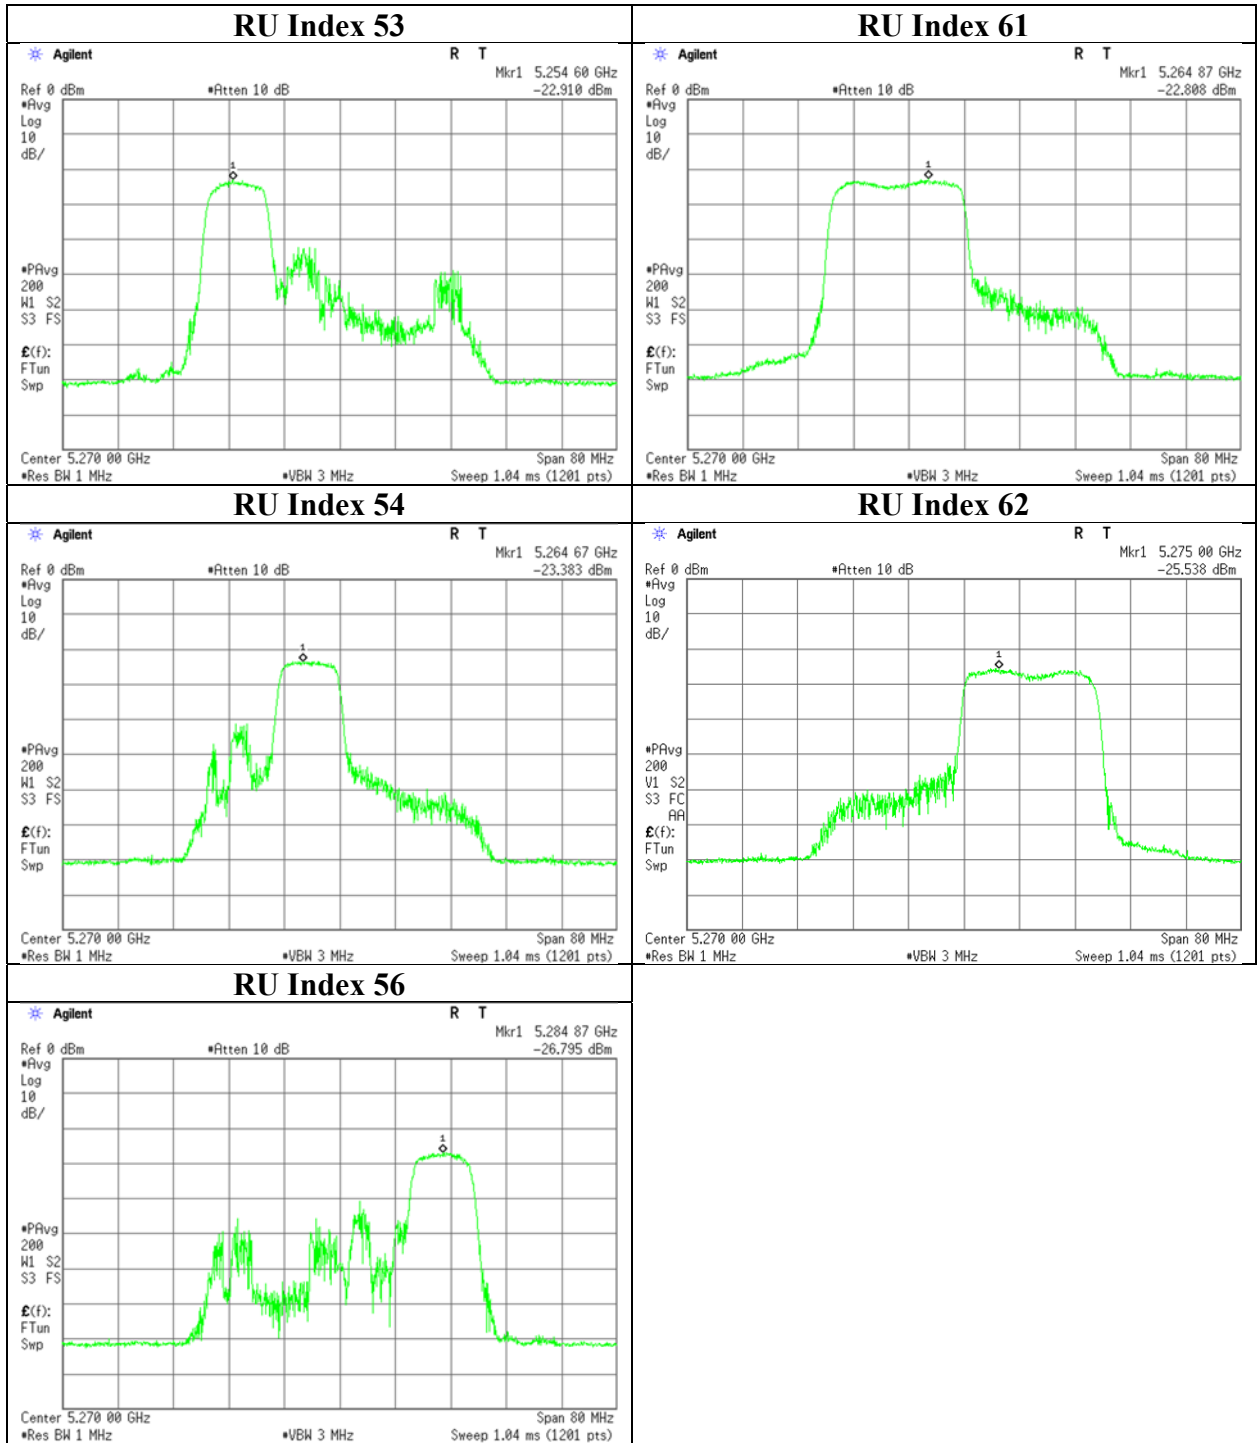 RU Index 53
Agilent
R T
Mkr1 5.254 60 GHz
Ref 0 dBm
#Atten 10 dB
-22.910 dBm
#Avg
Log
10
dB/
1
#PAvg
200
W1 S2
S3 FS
£(f):
FTun
Swp
Center 5.270 00 GHz
Span 80 MHz
#Res BW 1 MHz
#VBW 3 MHz
Sweep 1.04 ms (1201 pts)
RU Index 61
Agilent
R T
Mkr1 5.264 87 GHz
Ref 0 dBm
#Atten 10 dB
-22.808 dBm
#Avg
Log
10
dB/
1
#PAvg
200
W1 S2
S3 FS
£(f):
FTun
Swp
Center 5.270 00 GHz
Span 80 MHz
#Res BW 1 MHz
#VBW 3 MHz
Sweep 1.04 ms (1201 pts)
RU Index 54
Agilent
R T
Mkr1 5.264 67 GHz
Ref 0 dBm
#Atten 10 dB
-23.383 dBm
#Avg
Log
10
dB/
1
#PAvg
200
W1 S2
S3 FS
£(f):
FTun
Swp
Center 5.270 00 GHz
Span 80 MHz
#Res BW 1 MHz
#VBW 3 MHz
Sweep 1.04 ms (1201 pts)
RU Index 62
Agilent
R T
Mkr1 5.275 00 GHz
Ref 0 dBm
#Atten 10 dB
-25.538 dBm
#Avg
Log
10
dB/
1
#PAvg
200
V1 S2
S3 FC
AA
£(f):
FTun
Swp
Center 5.270 00 GHz
Span 80 MHz
#Res BW 1 MHz
#VBW 3 MHz
Sweep 1.04 ms (1201 pts)
RU Index 56
Agilent
R T
Mkr1 5.284 87 GHz
Ref 0 dBm
#Atten 10 dB
-26.795 dBm
#Avg
Log
10
dB/
1
#PAvg
200
W1 S2
S3 FS
£(f):
FTun
Swp
Center 5.270 00 GHz
Span 80 MHz
#Res BW 1 MHz
#VBW 3 MHz
Sweep 1.04 ms (1201 pts)